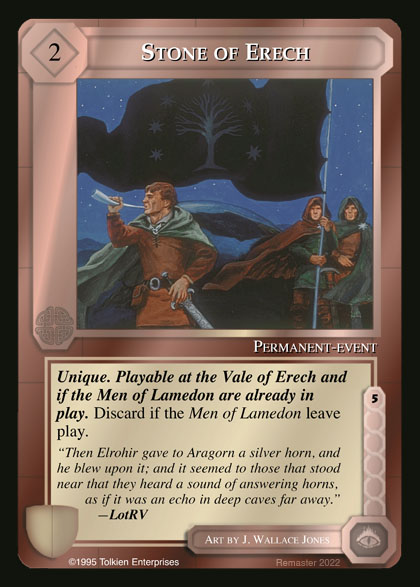 2
STONE OF ERECH
PERMANENT-EVENT
Unique. Playable at the Vale of Erech and
if the Men of Lamedon are already in
play. Discard if the Men of Lamedon leave
play.
“Then Elrohir gave to Aragorn a silver horn, and
he blew upon it; and it seemed to those that stood
near that they heard a sound of answering horns,
as if it was an echo in deep caves far away.”
—LotRV
5
ART BY J. WALLACE JONES
©1995 Tolkien Enterprises
Remaster 2022